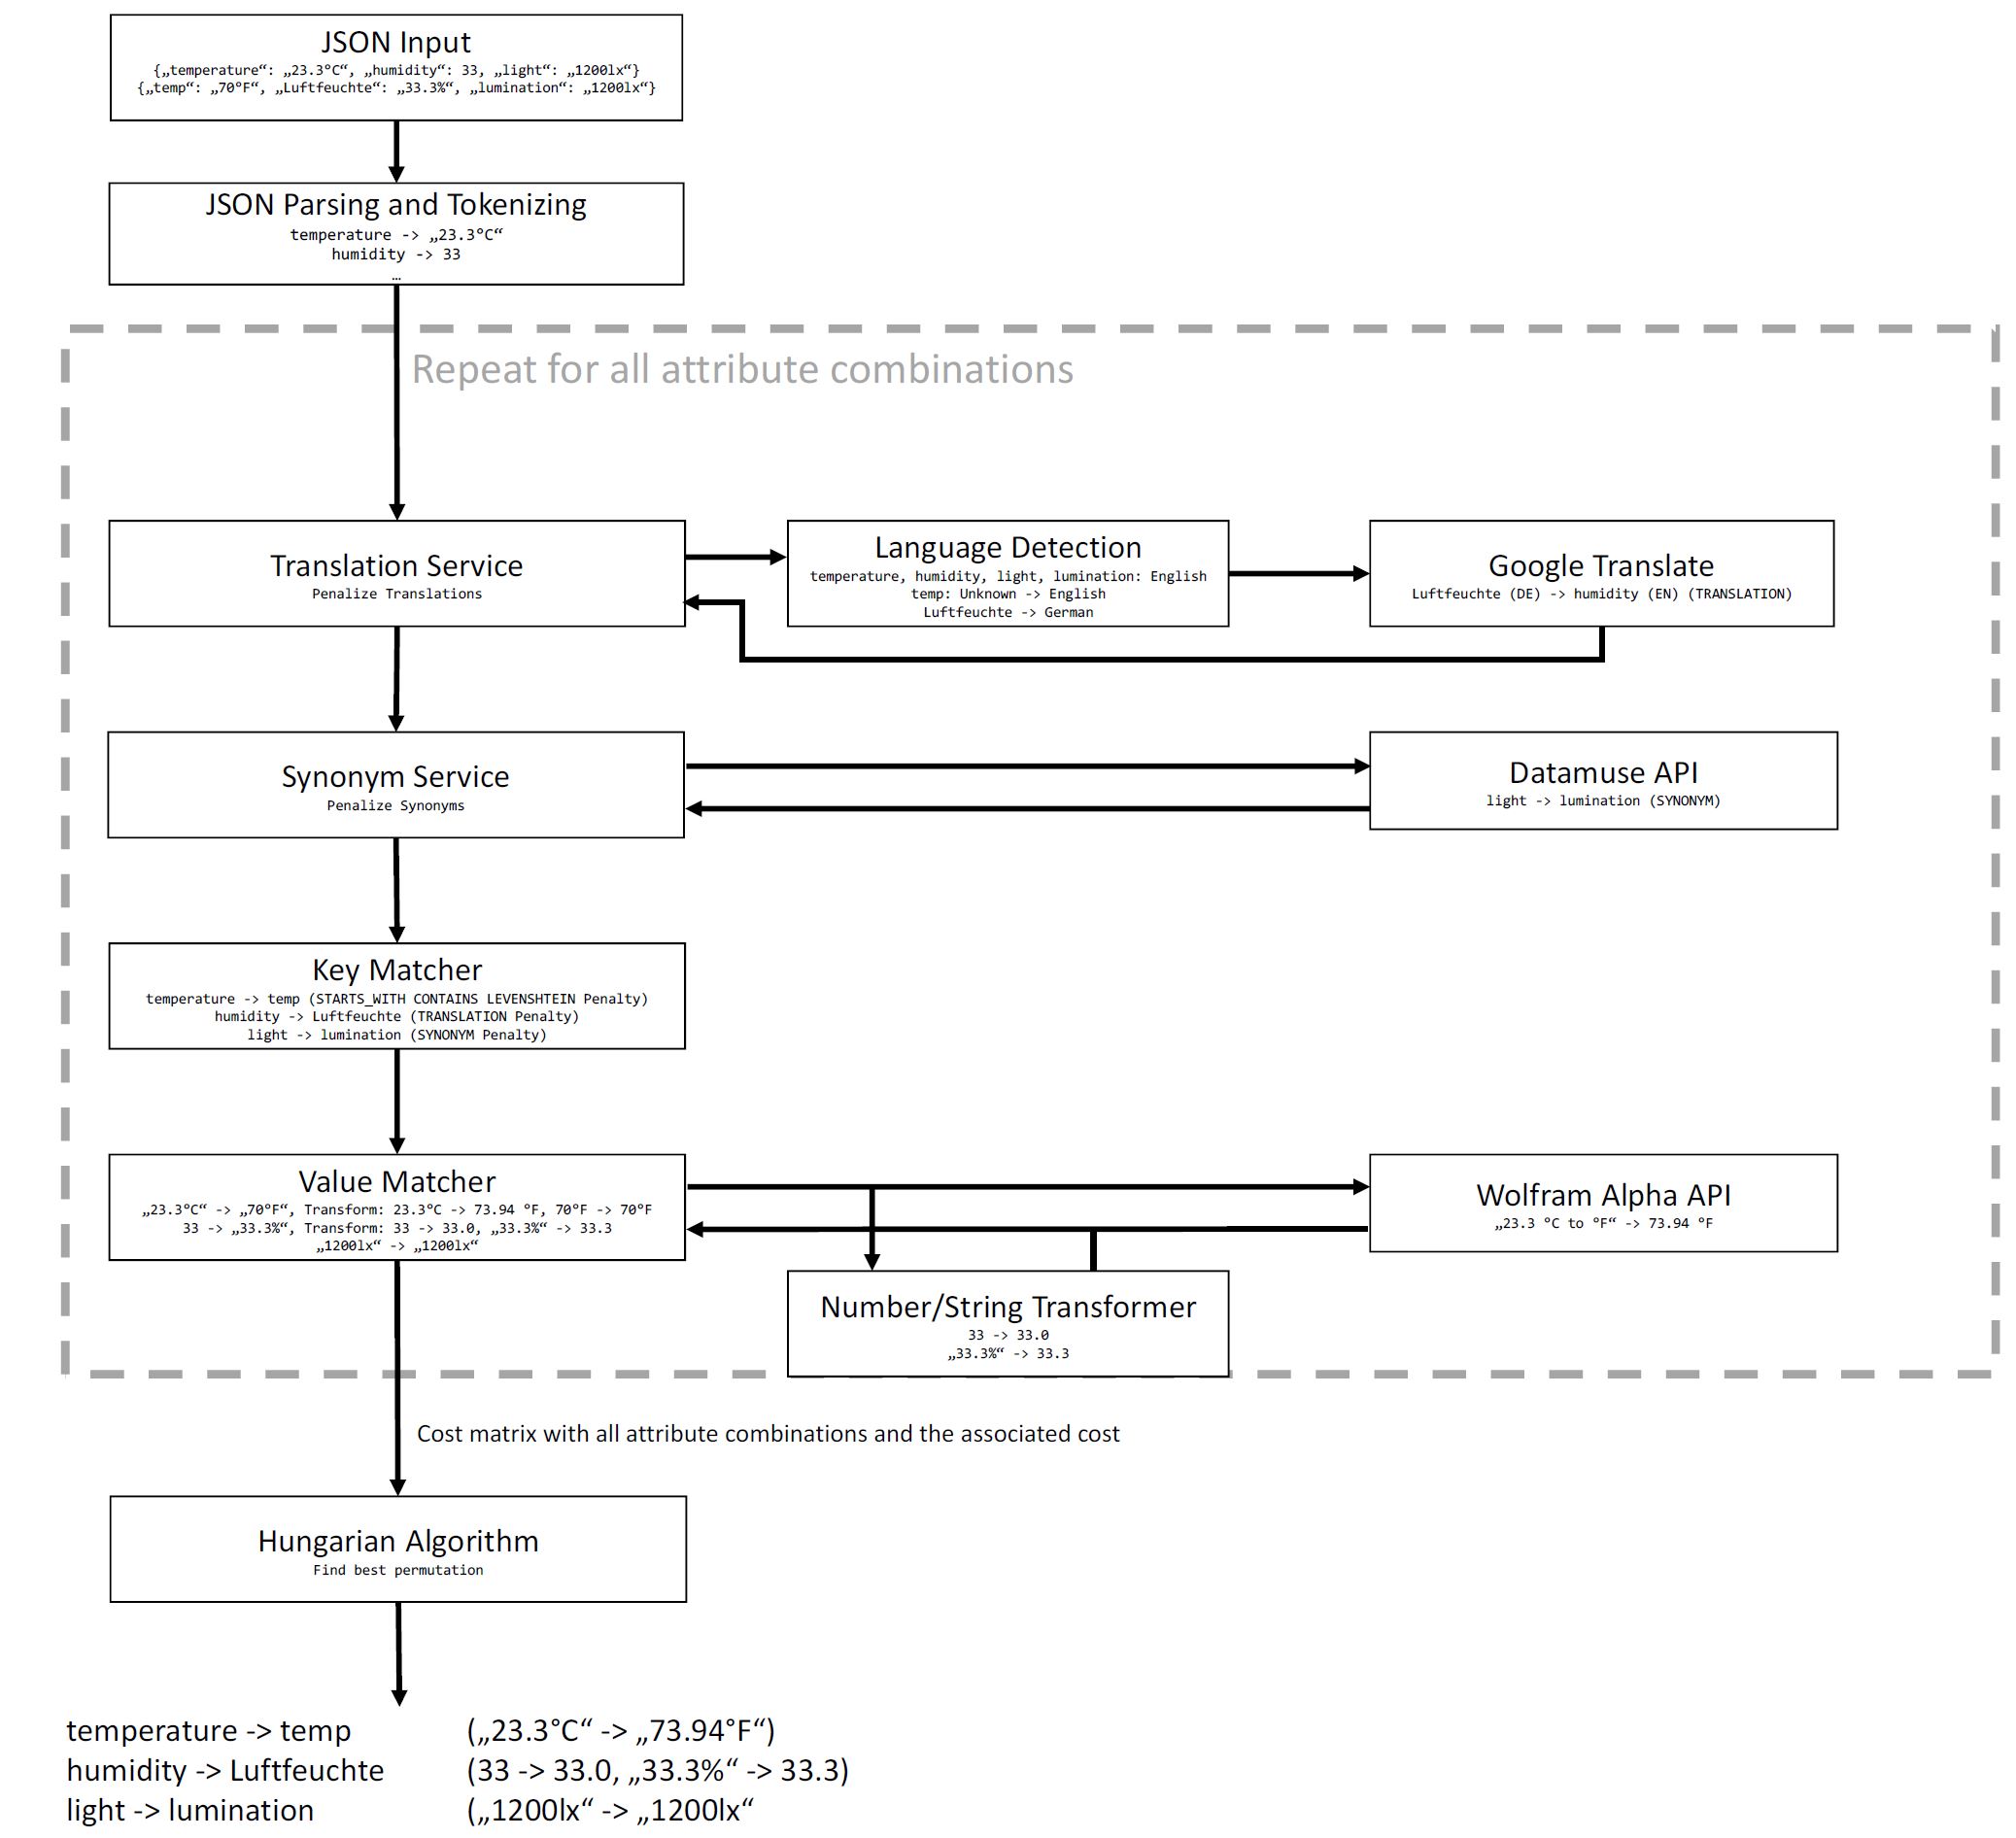 JSON Input
{„temperature“: „23.3°C“, „humidity“: 33, „light“: „1200lx“}
{„temp“: „70°F“, „Luftfeuchte“: „33.3%“, „lumination“: „1200lx“}
JSON Parsing and Tokenizing
temperature -> „23.3°C“
humidity -> 33
…
Repeat for all attribute combinations
Translation Service
Penalize Translations
Language Detection
temperature, humidity, light, lumination: English
temp: Unknown -> English
Luftfeuchte -> German
Google Translate
Luftfeuchte (DE) -> humidity (EN) (TRANSLATION)
Synonym Service
Penalize Synonyms
Datamuse API
light -> lumination (SYNONYM)
Key Matcher
temperature -> temp (STARTS_WITH CONTAINS LEVENSHTEIN Penalty)
humidity -> Luftfeuchte (TRANSLATION Penalty)
light -> lumination (SYNONYM Penalty)
Value Matcher
„23.3°C“ -> „70°F“, Transform: 23.3°C -> 73.94 °F, 70°F -> 70°F
33 -> „33.3%“, Transform: 33 -> 33.0, „33.3%“ -> 33.3
„1200lx“ -> „1200lx“
Wolfram Alpha API
„23.3 °C to °F“ -> 73.94 °F
Number/String Transformer
33 -> 33.0
„33.3%“ -> 33.3
Cost matrix with all attribute combinations and the associated cost
Hungarian Algorithm
Find best permutation
temperature -> temp („23.3°C“ -> „73.94°F“)
humidity -> Luftfeuchte (33 -> 33.0, „33.3%“ -> 33.3)
light -> lumination („1200lx“ -> „1200lx“